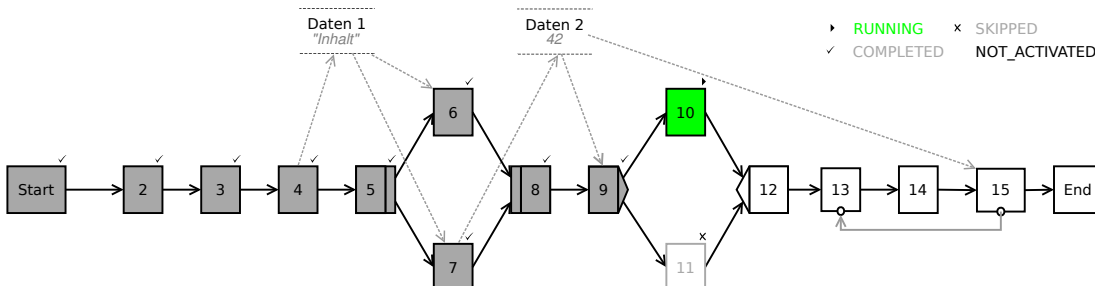 Daten 1
"Inhalt"
Daten 2
42
RUNNING
SKIPPED
COMPLETED
NOT_ACTIVATED
6
10
Start
2
3
4
5
8
9
12
13
14
15
End
7
11